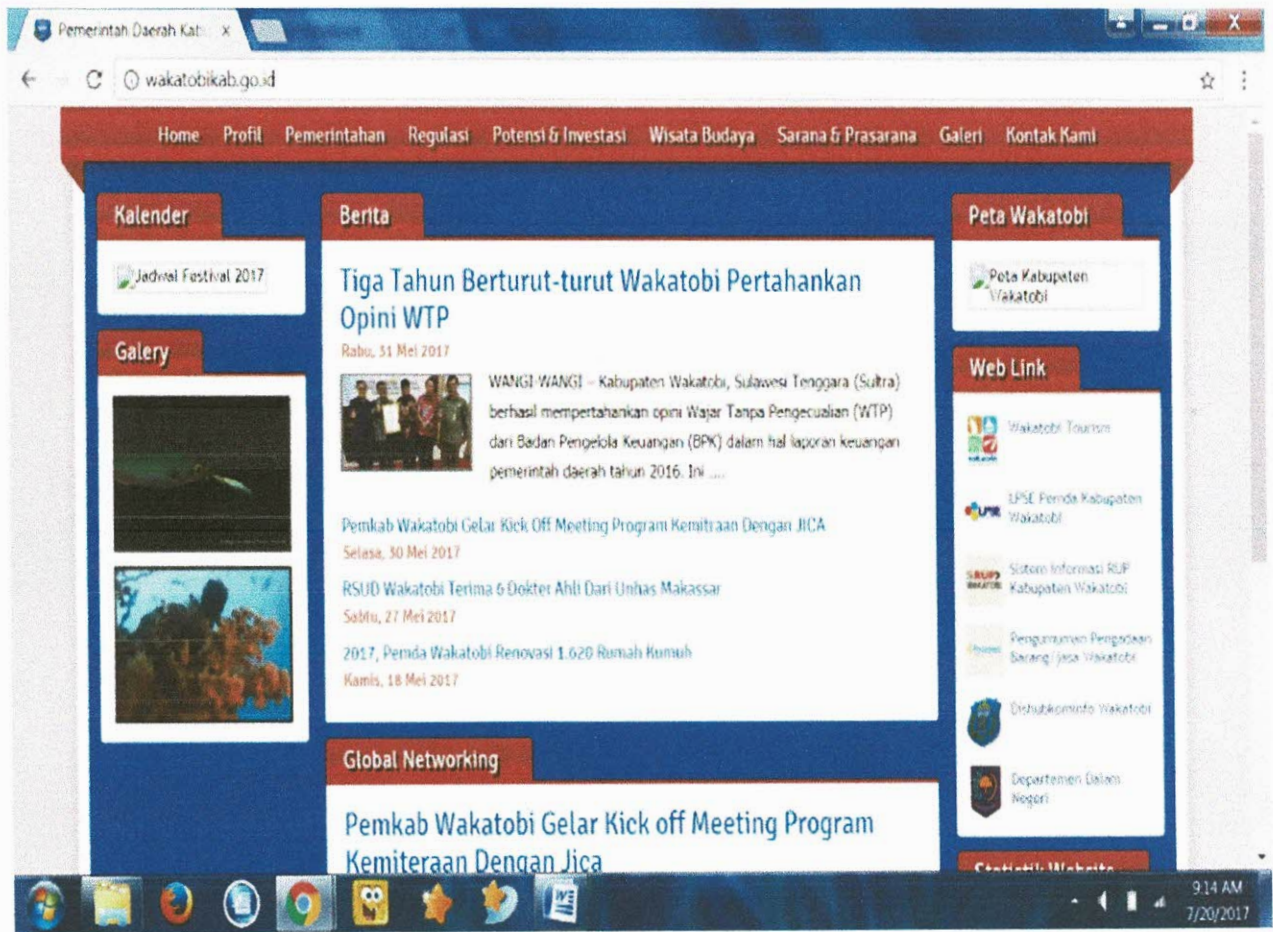 Pemerintah Daerah Kab
wakatobikab.go.id
Home Profil Pemerintahan Regulasi Potensi & Investasi Wisata Budaya Sarana & Prasarana Galeri Kontak Kami
Kalender
Jadwal Festival 2017
Galery
Berita
Tiga Tahun Berturut-turut Wakatobi Pertahankan
Opini WTP
Rabu, 31 Mei 2017
WANGI-WANGI – Kabupaten Wakatobi, Sulawesi Tenggara (Sultra)
berhasil mempertahankan opini Wajar Tanpa Pengecualian (WTP)
dari Badan Pengelola Keuangan (BPK) dalam hal laporan keuangan
pemerintah daerah tahun 2016. Ini ....
Pemkab Wakatobi Gelar Kick Off Meeting Program Kemitraan Dengan JICA
Selasa, 30 Mei 2017
RSUD Wakatobi Terima 6 Dokter Ahli Dari Unhas Makassar
Sabtu, 27 Mei 2017
2017, Pemda Wakatobi Renovasi 1.620 Rumah Kumuh
Kamis, 18 Mei 2017
Global Networking
Pemkab Wakatobi Gelar Kick off Meeting Program
Kemiteraan Dengan Jica
Peta Wakatobi
Peta Kabupaten
Wakatobi
Web Link
Wakatobi Tourism
LPSE Pemda Kabupaten
Wakatobi
Sistem Informasi RUP
Kabupaten Wakatobi
Pengumuman Pengadaan
Barang/Jasa Wakatobi
Dishubkominfo Wakatobi
Departemen Dalam
Negeri
Statistik Website
9:14 AM
7/20/2017